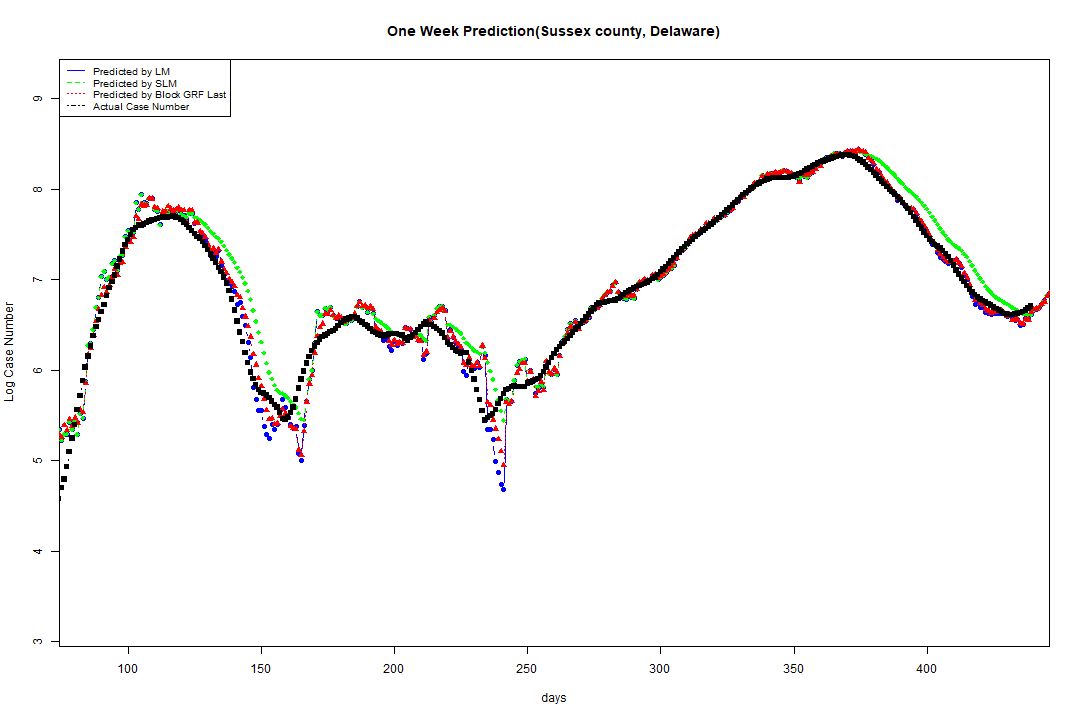 One Week Prediction(Sussex county, Delaware)
Predicted by LM
Predicted by SLM
Predicted by Block GRF Last
Actual Case Number
9
8
7
6
5
4
3
Log Case Number
100 150 200 250 300 350 400
days